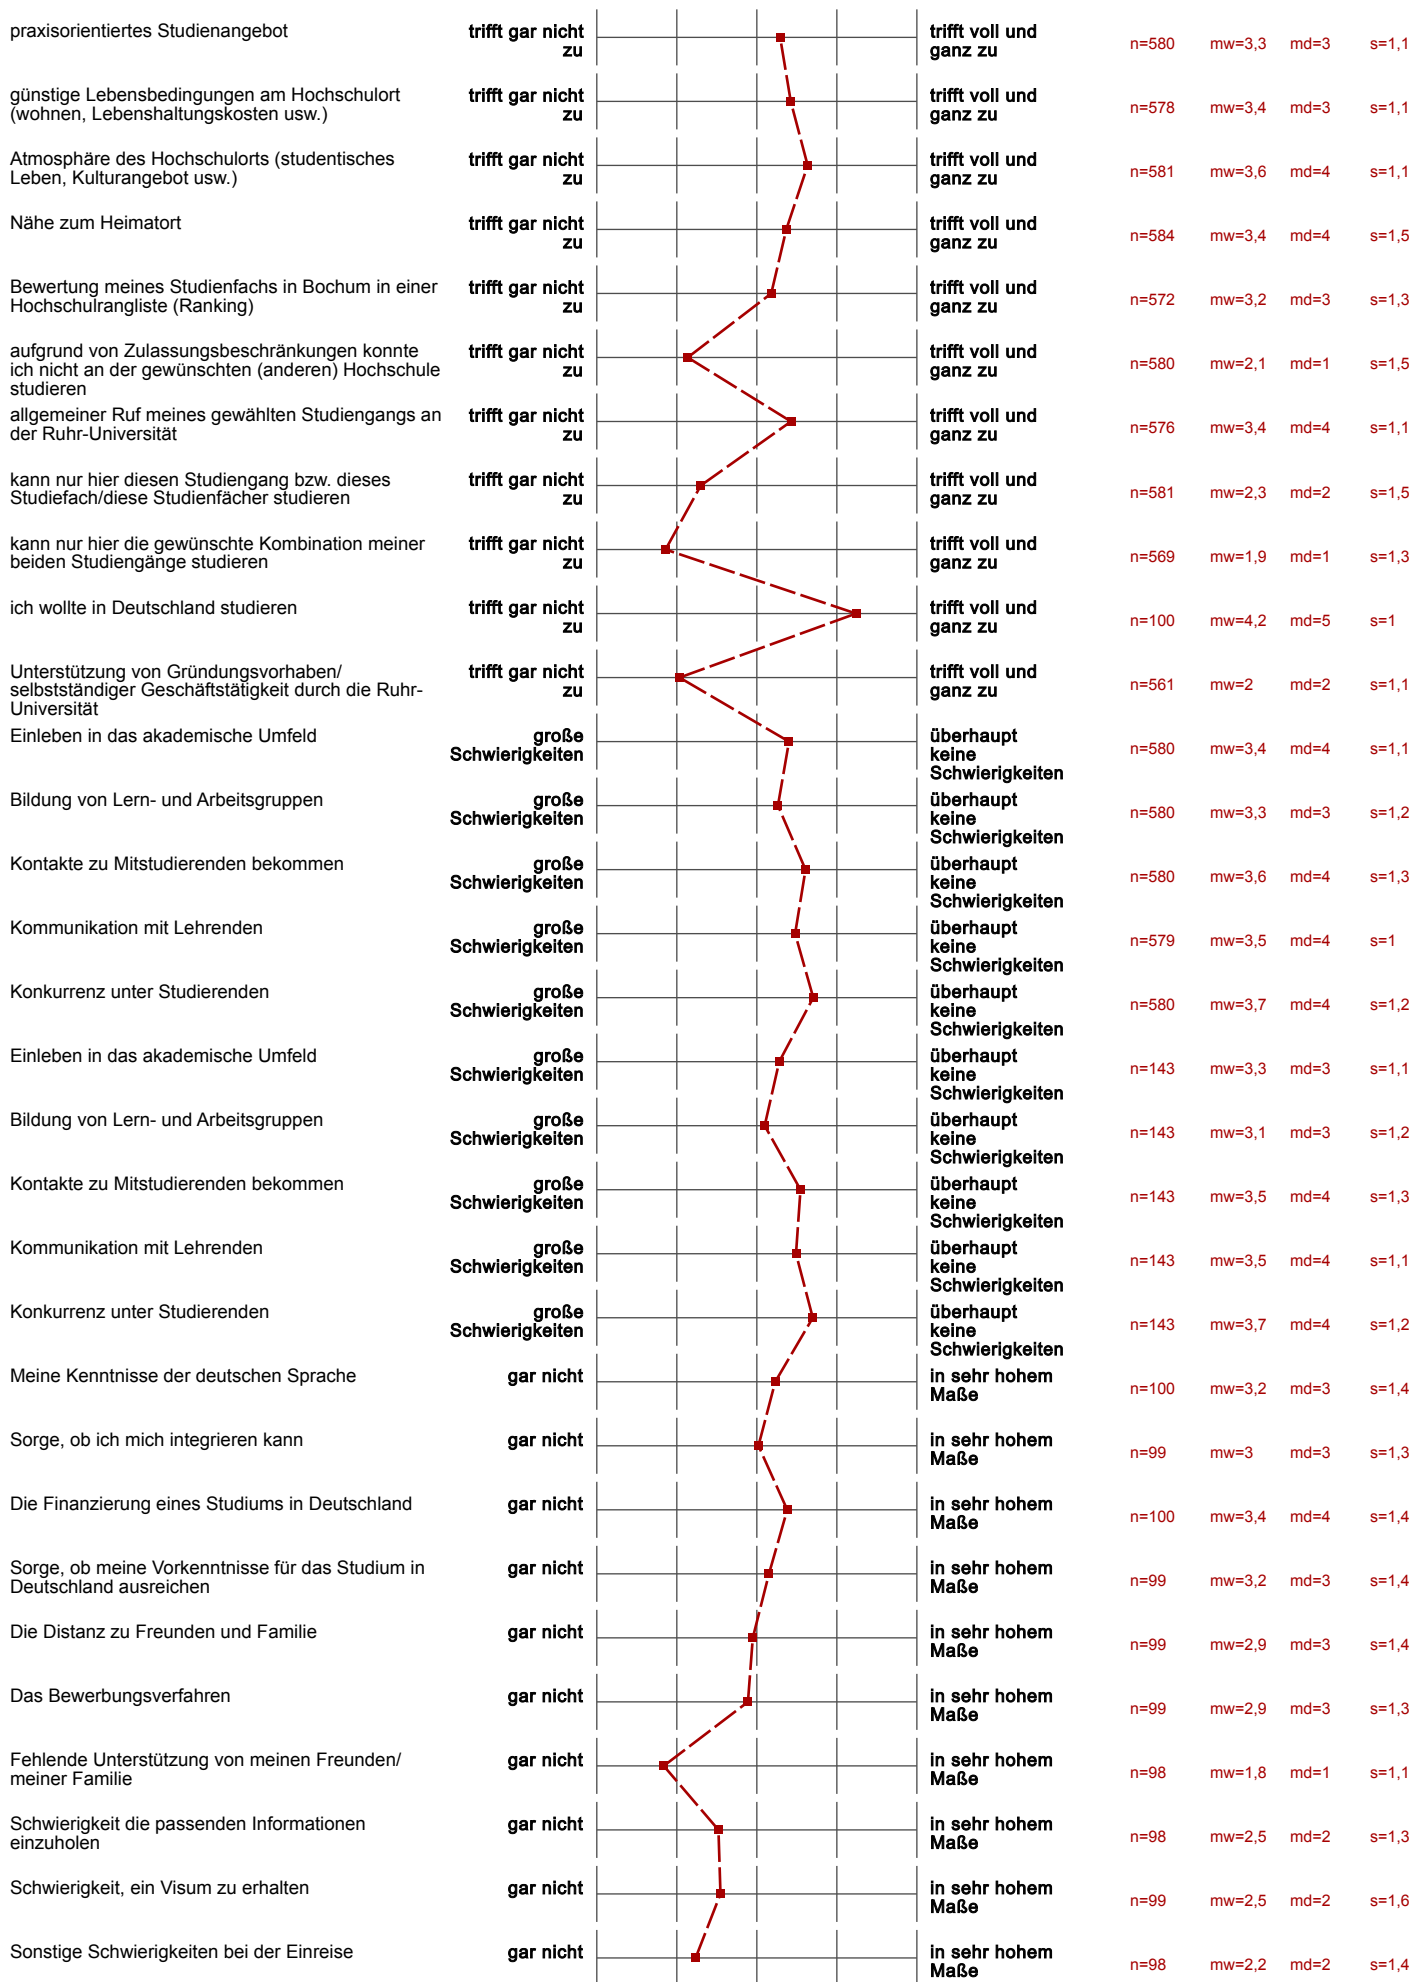 praxisorientiertes Studienangebot
trifft gar nicht
zu
trifft voll und
ganz zu
n=580 mw=3,3 md=3 s=1,1
günstige Lebensbedingungen am Hochschulort
(wohnen, Lebenshaltungskosten usw.)
trifft gar nicht
zu
trifft voll und
ganz zu
n=578 mw=3,4 md=3 s=1,1
Atmosphäre des Hochschulorts (studentisches
Leben, Kulturangebot usw.)
trifft gar nicht
zu
trifft voll und
ganz zu
n=581 mw=3,6 md=4 s=1,1
Nähe zum Heimatort
trifft gar nicht
zu
trifft voll und
ganz zu
n=584 mw=3,4 md=4 s=1,5
Bewertung meines Studienfachs in Bochum in einer
Hochschulrangliste (Ranking)
trifft gar nicht
zu
trifft voll und
ganz zu
n=572 mw=3,2 md=3 s=1,3
aufgrund von Zulassungsbeschränkungen konnte
ich nicht an der gewünschten (anderen) Hochschule
studieren
trifft gar nicht
zu
trifft voll und
ganz zu
n=580 mw=2,1 md=1 s=1,5
allgemeiner Ruf meines gewählten Studiengangs an
der Ruhr-Universität
trifft gar nicht
zu
trifft voll und
ganz zu
n=576 mw=3,4 md=4 s=1,1
kann nur hier diesen Studiengang bzw. dieses
Studiefach/diese Studienfächer studieren
trifft gar nicht
zu
trifft voll und
ganz zu
n=581 mw=2,3 md=2 s=1,5
kann nur hier die gewünschte Kombination meiner
beiden Studiengänge studieren
trifft gar nicht
zu
trifft voll und
ganz zu
n=569 mw=1,9 md=1 s=1,3
ich wollte in Deutschland studieren
trifft gar nicht
zu
trifft voll und
ganz zu
n=100 mw=4,2 md=5 s=1
Unterstützung von Gründungsvorhaben/
selbstständiger Geschäftstätigkeit durch die Ruhr-
Universität
trifft gar nicht
zu
trifft voll und
ganz zu
n=561 mw=2 md=2 s=1,1
Einleben in das akademische Umfeld
große
Schwierigkeiten
überhaupt
keine
Schwierigkeiten
n=580 mw=3,4 md=4 s=1,1
Bildung von Lern- und Arbeitsgruppen
große
Schwierigkeiten
überhaupt
keine
Schwierigkeiten
n=580 mw=3,3 md=3 s=1,2
Kontakte zu Mitstudierenden bekommen
große
Schwierigkeiten
überhaupt
keine
Schwierigkeiten
n=580 mw=3,6 md=4 s=1,3
Kommunikation mit Lehrenden
große
Schwierigkeiten
überhaupt
keine
Schwierigkeiten
n=579 mw=3,5 md=4 s=1
Konkurrenz unter Studierenden
große
Schwierigkeiten
überhaupt
keine
Schwierigkeiten
n=580 mw=3,7 md=4 s=1,2
Einleben in das akademische Umfeld
große
Schwierigkeiten
überhaupt
keine
Schwierigkeiten
n=143 mw=3,3 md=3 s=1,1
Bildung von Lern- und Arbeitsgruppen
große
Schwierigkeiten
überhaupt
keine
Schwierigkeiten
n=143 mw=3,1 md=3 s=1,2
Kontakte zu Mitstudierenden bekommen
große
Schwierigkeiten
überhaupt
keine
Schwierigkeiten
n=143 mw=3,5 md=4 s=1,3
Kommunikation mit Lehrenden
große
Schwierigkeiten
überhaupt
keine
Schwierigkeiten
n=143 mw=3,5 md=4 s=1,1
Konkurrenz unter Studierenden
große
Schwierigkeiten
überhaupt
keine
Schwierigkeiten
n=143 mw=3,7 md=4 s=1,2
Meine Kenntnisse der deutschen Sprache
gar nicht
in sehr hohem
Maße
n=100 mw=3,2 md=3 s=1,4
Sorge, ob ich mich integrieren kann
gar nicht
in sehr hohem
Maße
n=99 mw=3 md=3 s=1,3
Die Finanzierung eines Studiums in Deutschland
gar nicht
in sehr hohem
Maße
n=100 mw=3,4 md=4 s=1,4
Sorge, ob meine Vorkenntnisse für das Studium in
Deutschland ausreichen
gar nicht
in sehr hohem
Maße
n=99 mw=3,2 md=3 s=1,4
Die Distanz zu Freunden und Familie
gar nicht
in sehr hohem
Maße
n=99 mw=2,9 md=3 s=1,4
Das Bewerbungsverfahren
gar nicht
in sehr hohem
Maße
n=99 mw=2,9 md=3 s=1,3
Fehlende Unterstützung von meinen Freunden/
meiner Familie
gar nicht
in sehr hohem
Maße
n=98 mw=1,8 md=1 s=1,1
Schwierigkeit die passenden Informationen
einzuholen
gar nicht
in sehr hohem
Maße
n=98 mw=2,5 md=2 s=1,3
Schwierigkeit, ein Visum zu erhalten
gar nicht
in sehr hohem
Maße
n=99 mw=2,5 md=2 s=1,6
Sonstige Schwierigkeiten bei der Einreise
gar nicht
in sehr hohem
Maße
n=98 mw=2,2 md=2 s=1,4